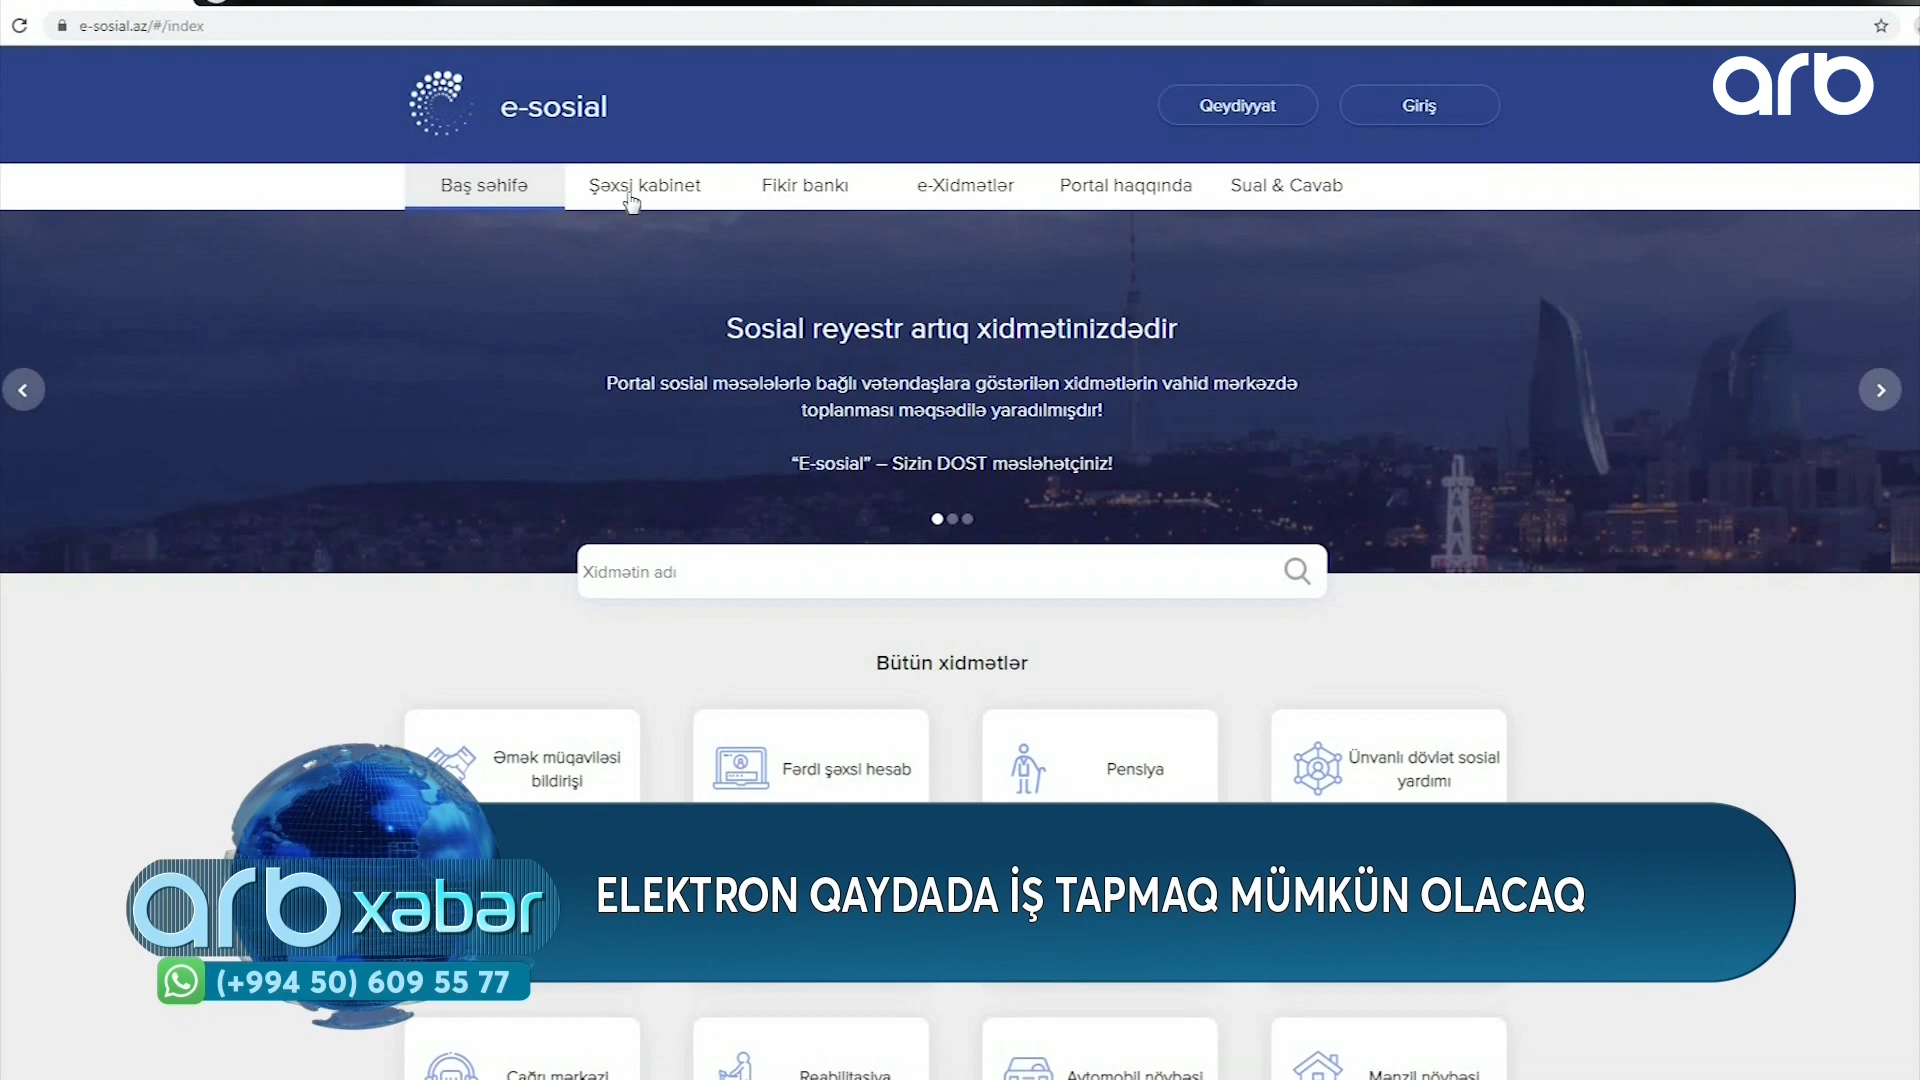 e-sosial.az/#/index
arb
e-sosial
Qeydiyyat
Giriş
Baş səhifə
Şəxsi kabinet
Fikir bankı
e-Xidmətlər
Portal haqqında
Sual & Cavab
Sosial reyestr artıq xidmətinizdədir
Portal sosial məsələlərlə bağlı vətəndaşlara göstərilən xidmətlərin vahid mərkəzdə
toplanması məqsədilə yaradılmışdır!
“E-sosial” – Sizin DOST məsləhətçiniz!
Xidmətin adı
Bütün xidmətlər
Əmək müqaviləsi
bildirişi
Fərdi şəxsi hesab
Pensiya
Ünvanlı dövlət sosial
yardımı
ELEKTRON QAYDADA İŞ TAPMAQ MÜMKÜN OLACAQ
arb xəbər
(+994 50) 609 55 77
Çağrı mərkəzi
Reabilitasiya
Avtomobil növbəsi
Mənzil növbəsi